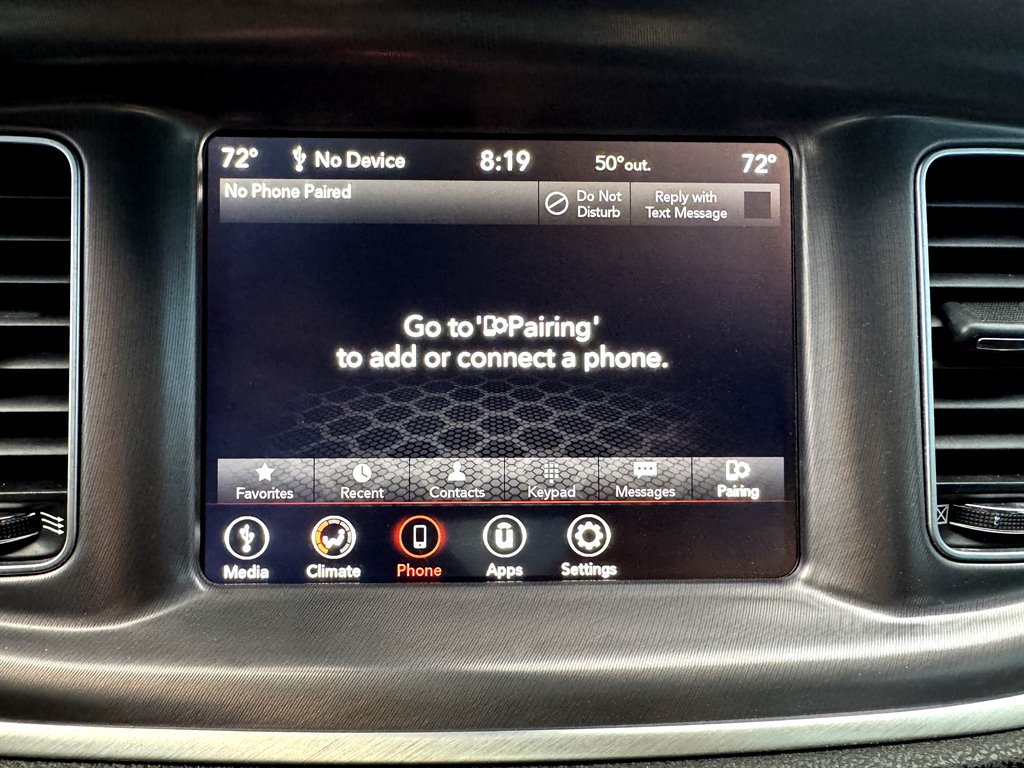 72° No Device 8:19 50°out. 72°
No Phone Paired
Do Not
Disturb
Reply with
Text Message
Go to 'Pairing'
to add or connect a phone.
Favorites Recent Contacts Keypad Messages Pairing
Media Climate Phone Apps Settings